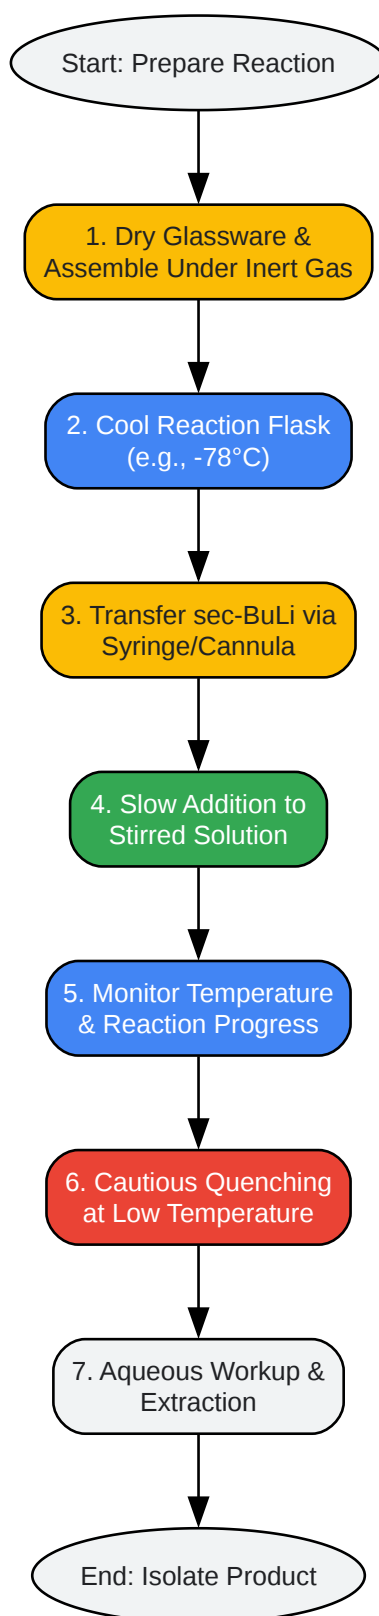 Start: Prepare Reaction
1. Dry Glassware &
Assemble Under Inert Gas
2. Cool Reaction Flask
(e.g., -78°C)
3. Transfer sec-BuLi via
Syringe/Cannula
4. Slow Addition to
Stirred Solution
5. Monitor Temperature
& Reaction Progress
6. Cautious Quenching
at Low Temperature
7. Aqueous Workup &
Extraction
End: Isolate Product